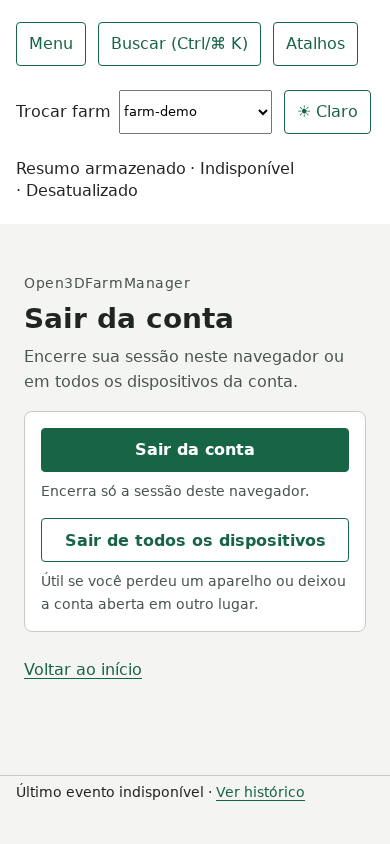 Menu
Buscar (Ctrl/⌘ K)
Atalhos
Trocar farm
farm-demo
☀ Claro
Resumo armazenado · Indisponível
· Desatualizado
Open3DFarmManager
Sair da conta
Encerre sua sessão neste navegador ou
em todos os dispositivos da conta.
Sair da conta
Encerra só a sessão deste navegador.
Sair de todos os dispositivos
Útil se você perdeu um aparelho ou deixou
a conta aberta em outro lugar.
Voltar ao início
Último evento indisponível · Ver histórico